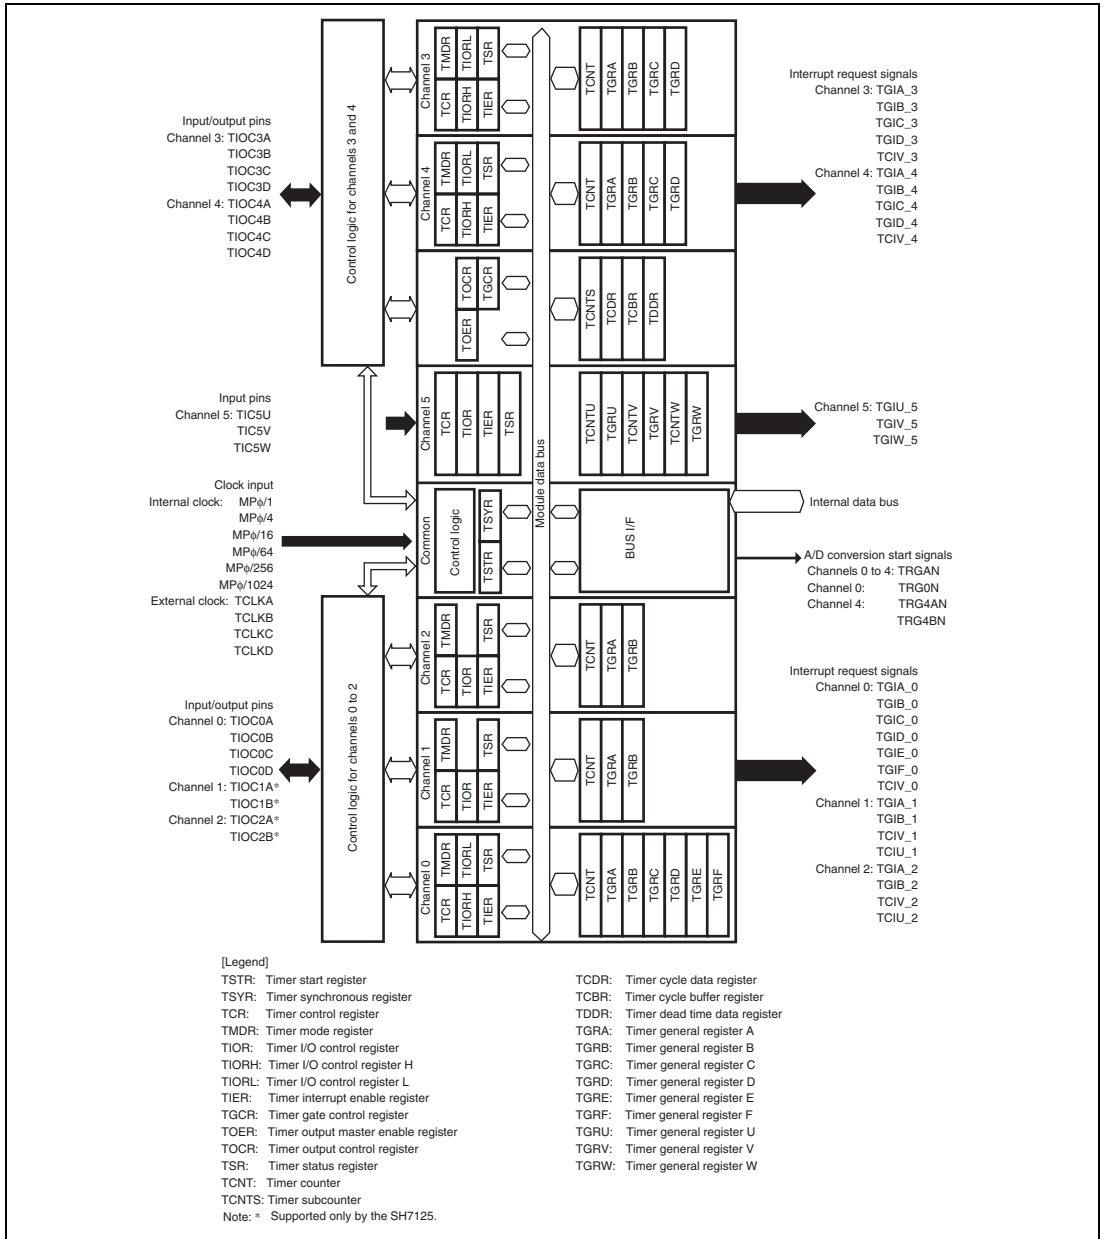 Input/output pins
Channel 3: TIOC3A
TIOC3B
TIOC3C
TIOC3D
Channel 4: TIOC4A
TIOC4B
TIOC4C
TIOC4D
Input pins
Channel 5: TIC5U
TIC5V
TIC5W
Clock input
Internal clock: MPφ/1
MPφ/4
MPφ/16
MPφ/64
MPφ/256
MPφ/1024
External clock: TCLKA
TCLKB
TCLKC
TCLKD
Input/output pins
Channel 0: TIOC0A
TIOC0B
TIOC0C
TIOC0D
Channel 1: TIOC1A*
TIOC1B*
Channel 2: TIOC2A*
TIOC2B*
Control logic for channels 3 and 4
Control logic for channels 0 to 2
Channel 3
TMDR
TIORL
TSR
TCR
TIORH
TIER
TCNT
TGRA
TGRB
TGRC
TGRD
Channel 4
TMDR
TIORL
TSR
TCR
TIORH
TIER
TCNT
TGRA
TGRB
TGRC
TGRD
TOCR
TGCR
TOER
TCNTS
TCDR
TCBR
TDDR
Channel 5
TCR
TIOR
TIER
TSR
TCNTU
TGRU
TCNTV
TGRV
TCNTW
TGRW
Module data bus
Common
Control logic
TSYR
TSTR
BUS I/F
Channel 2
TMDR
TSR
TCR
TIOR
TIER
TCNT
TGRA
TGRB
Channel 1
TMDR
TSR
TCR
TIOR
TIER
TCNT
TGRA
TGRB
Channel 0
TMDR
TIORL
TSR
TCR
TIORH
TIER
TCNT
TGRA
TGRB
TGRC
TGRD
TGRE
TGRF
Interrupt request signals
Channel 3: TGIA_3
TGIB_3
TGIC_3
TGID_3
TCIV_3
Channel 4: TGIA_4
TGIB_4
TGIC_4
TGID_4
TCIV_4
Channel 5: TGIU_5
TGIV_5
TGIW_5
Internal data bus
A/D conversion start signals
Channels 0 to 4: TRGAN
Channel 0: TRG0N
Channel 4: TRG4AN
TRG4BN
Interrupt request signals
Channel 0: TGIA_0
TGIB_0
TGIC_0
TGID_0
TGIE_0
TGIF_0
TCIV_0
Channel 1: TGIA_1
TGIB_1
TCIV_1
TCIU_1
Channel 2: TGIA_2
TGIB_2
TCIV_2
TCIU_2
[Legend]
TSTR: Timer start register
TSYR: Timer synchronous register
TCR: Timer control register
TMDR: Timer mode register
TIOR: Timer I/O control register
TIORH: Timer I/O control register H
TIORL: Timer I/O control register L
TIER: Timer interrupt enable register
TGCR: Timer gate control register
TOER: Timer output master enable register
TOCR: Timer output control register
TSR: Timer status register
TCNT: Timer counter
TCNTS: Timer subcounter
Note: * Supported only by the SH7125.
TCDR: Timer cycle data register
TCBR: Timer cycle buffer register
TDDR: Timer dead time data register
TGRA: Timer general register A
TGRB: Timer general register B
TGRC: Timer general register C
TGRD: Timer general register D
TGRE: Timer general register E
TGRF: Timer general register F
TGRU: Timer general register U
TGRV: Timer general register V
TGRW: Timer general register W